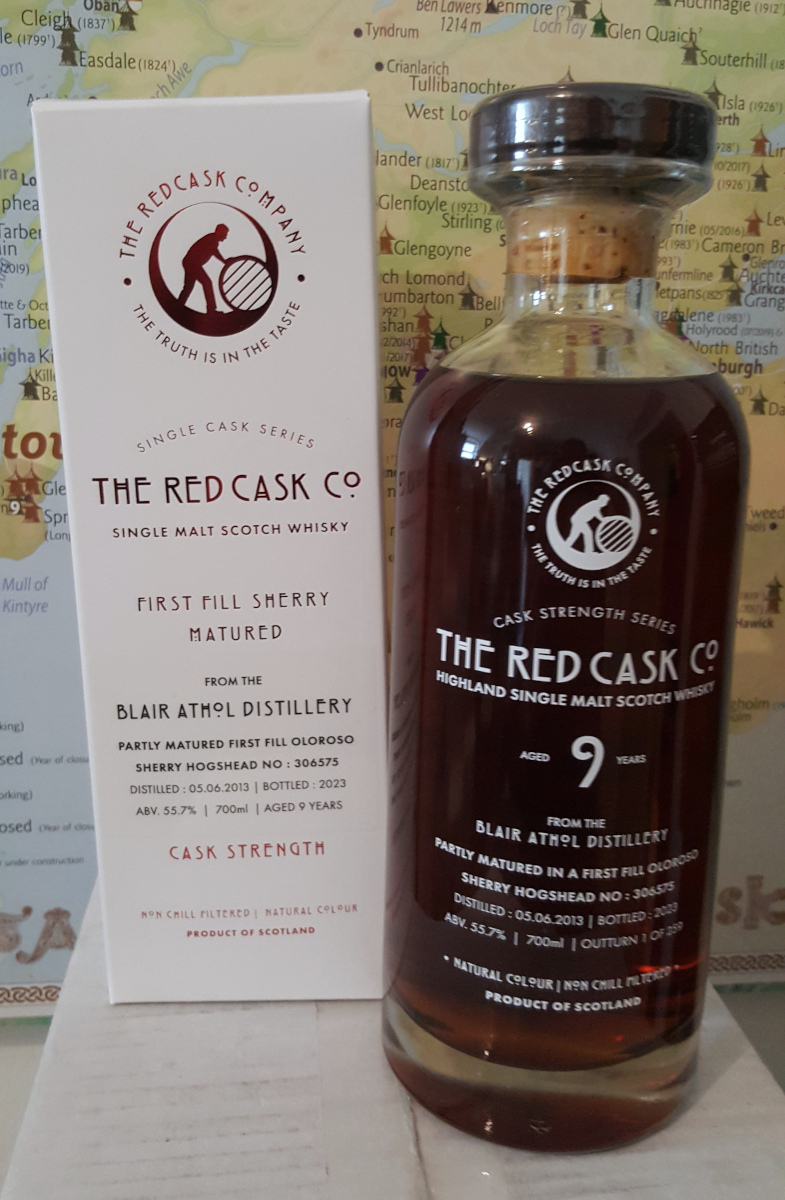 Oban
Cleigh (1837')
Easdale (1824')
Ben Lawers
1214 m
Kenmore
Tyndrum
Loch Tay
Glen Quaich'
Crianlarich
Tullibanochter
Souterhill
West Lo
Isla (1926')
Deansto
Glenfoyle (1923')
Stirling
Glengoyne
Cameron Br
North British
Mull of
Kintyre
Hawick
under construction
THE REDCASK COMPANY
THE TRUTH IS IN THE TASTE
SINGLE CASK SERIES
THE RED CASK CO
SINGLE MALT SCOTCH WHISKY
FIRST FILL SHERRY
MATURED
FROM THE
BLAIR ATHOL DISTILLERY
PARTLY MATURED FIRST FILL OLOROSO
SHERRY HOGSHEAD NO : 306575
DISTILLED : 05.06.2013 | BOTTLED : 2023
ABV. 55.7% | 700ml | AGED 9 YEARS
CASK STRENGTH
NON CHILL FILTERED | NATURAL COLOUR
PRODUCT OF SCOTLAND
THE REDCASK COMPANY
THE TRUTH IS IN THE TASTE
CASK STRENGTH SERIES
THE RED CASK CO
HIGHLAND SINGLE MALT SCOTCH WHISKY
AGED 9 YEARS
FROM THE
BLAIR ATHOL DISTILLERY
PARTLY MATURED IN A FIRST FILL OLOROSO
SHERRY HOGSHEAD NO : 306575
DISTILLED : 05.06.2013 | BOTTLED : 2023
ABV. 55.7% | 700ml | OUTTURN 1 OF 259
• NATURAL COLOUR | NON CHILL FILTERED •
PRODUCT OF SCOTLAND